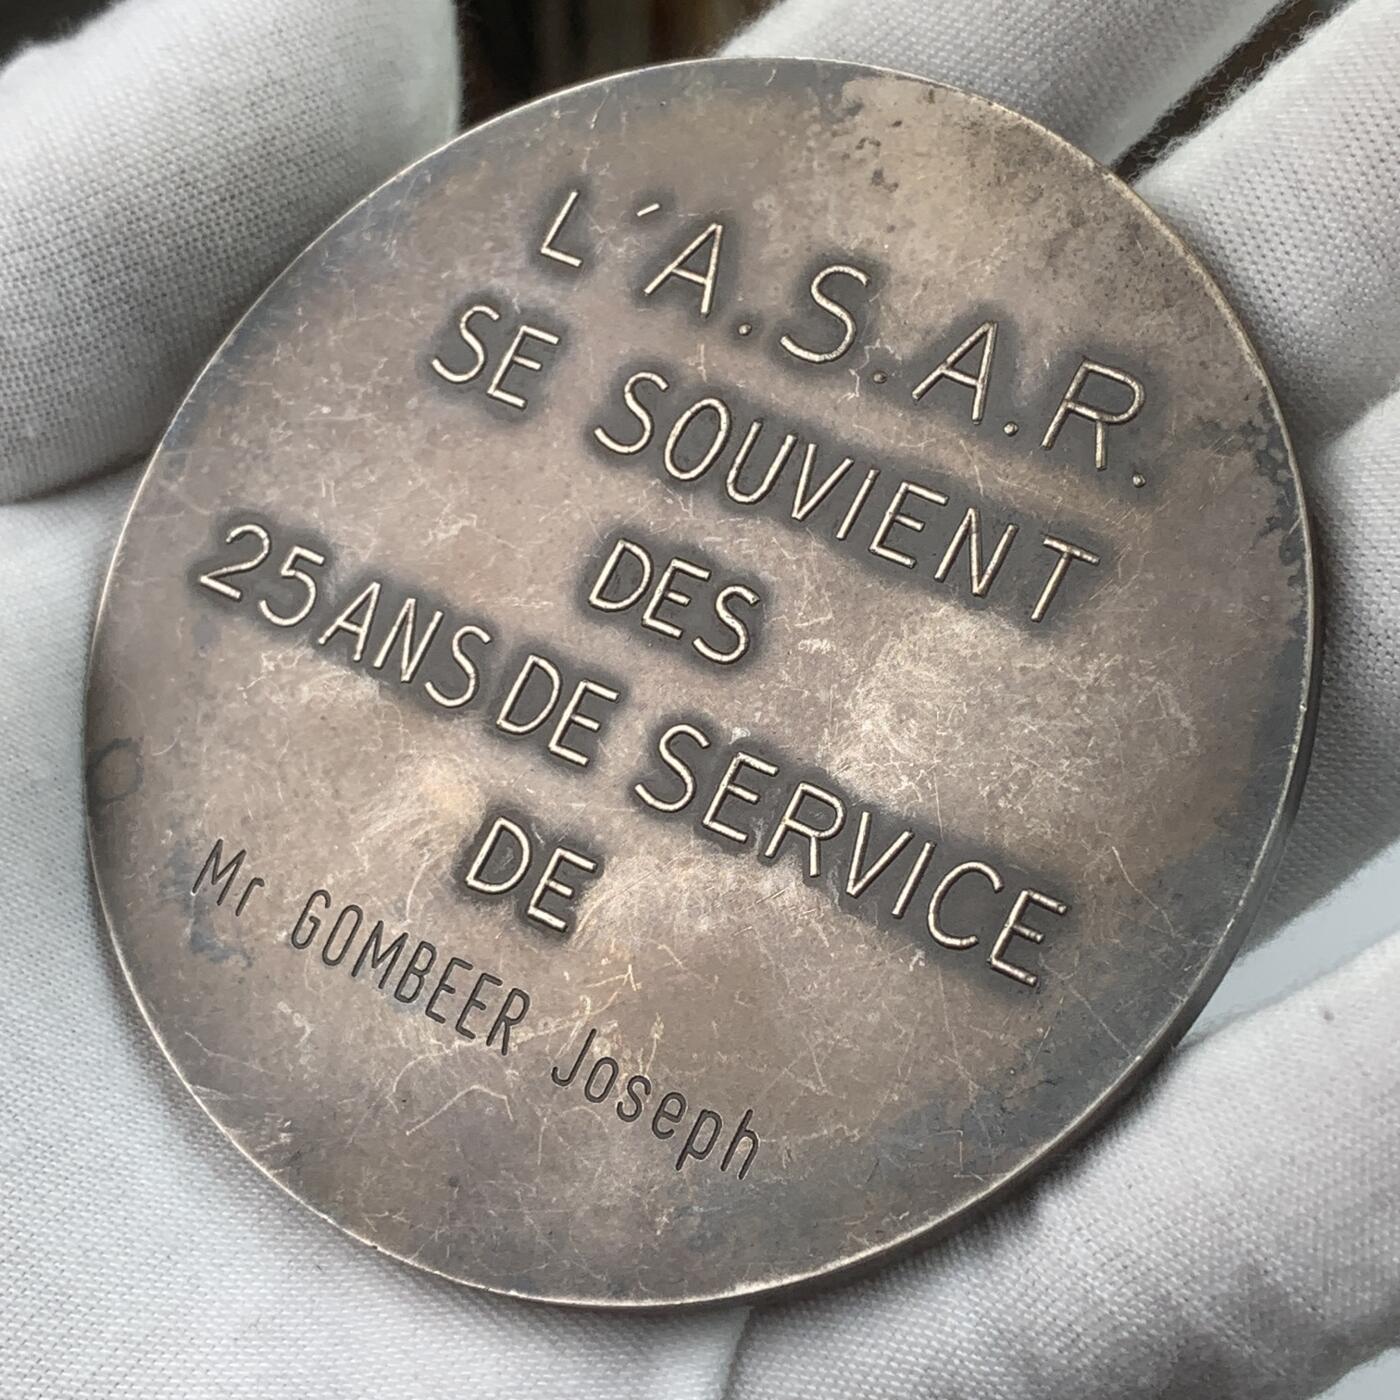 L'A.S.A.R.
SE SOUVIENT
DES
25 ANS DE SERVICE
DE
Mr GOMBEER Joseph